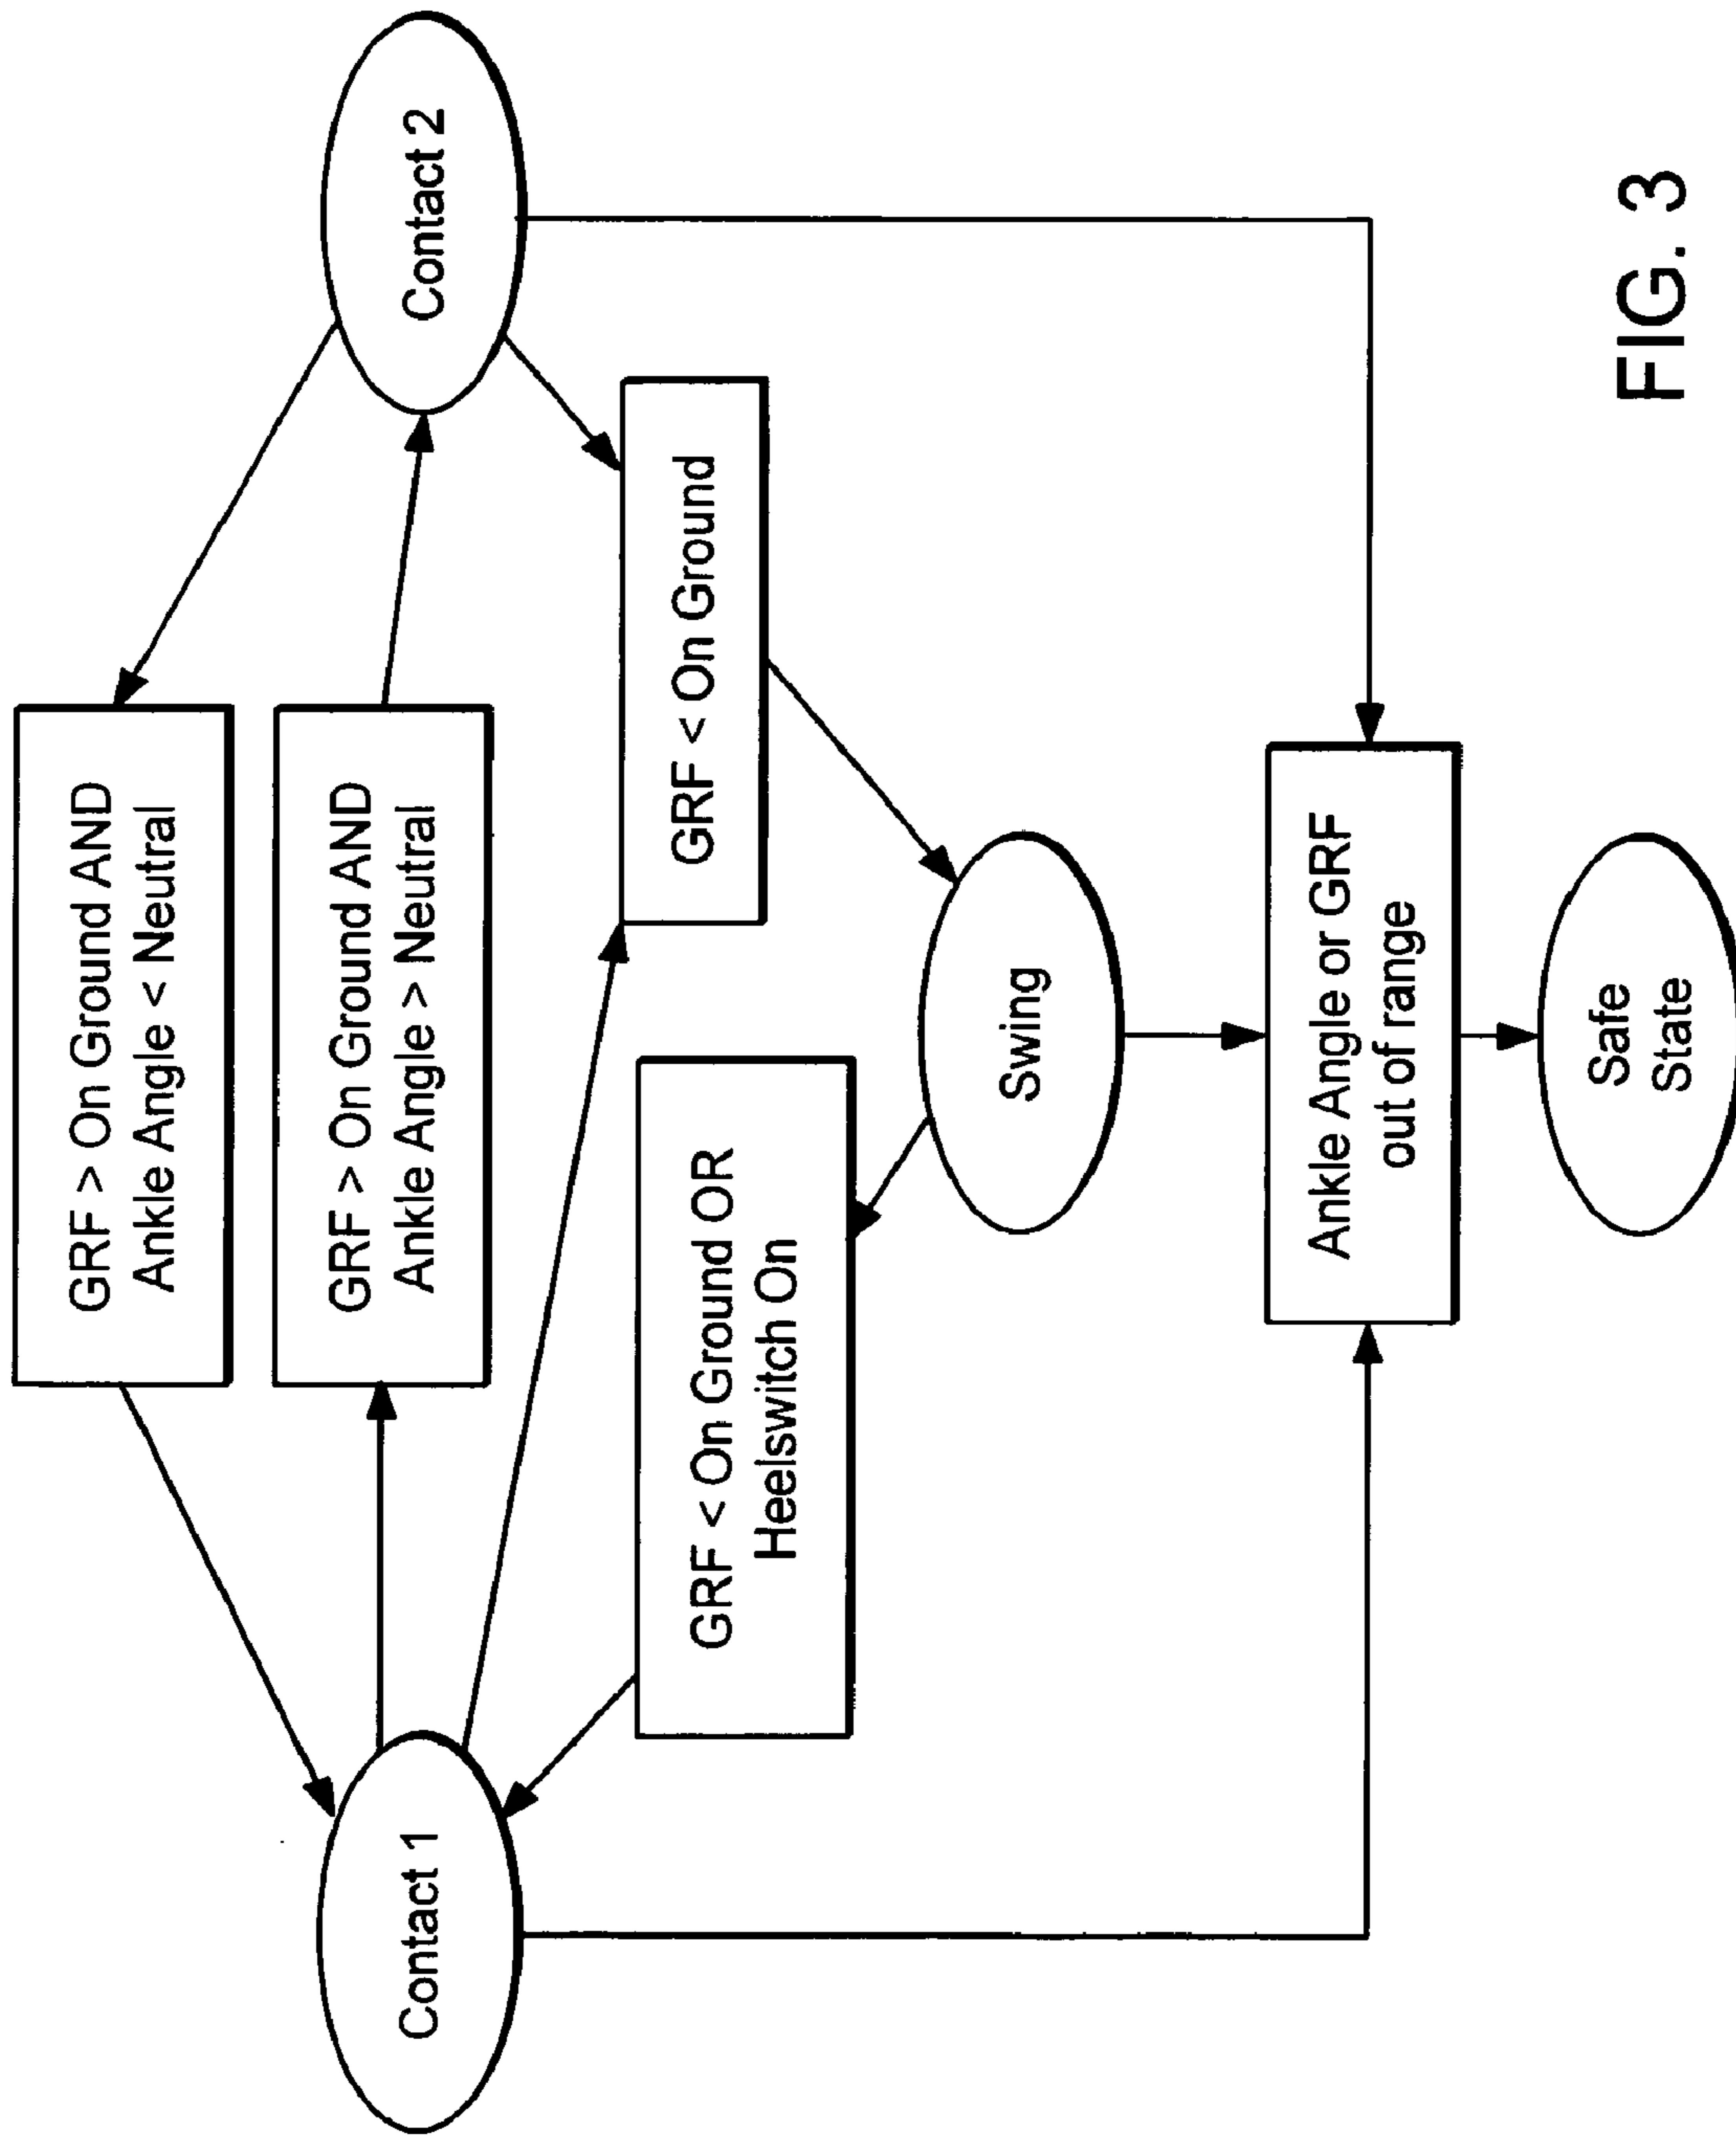 GRF > On Ground AND
Ankle Angle < Neutral
GRF > On Ground AND
Ankle Angle > Neutral
Contact 1
Contact 2
GRF < On Ground
GRF < On Ground OR
Heelswitch On
Swing
Ankle Angle or GRF
out of range
Safe
State
FIG. 3